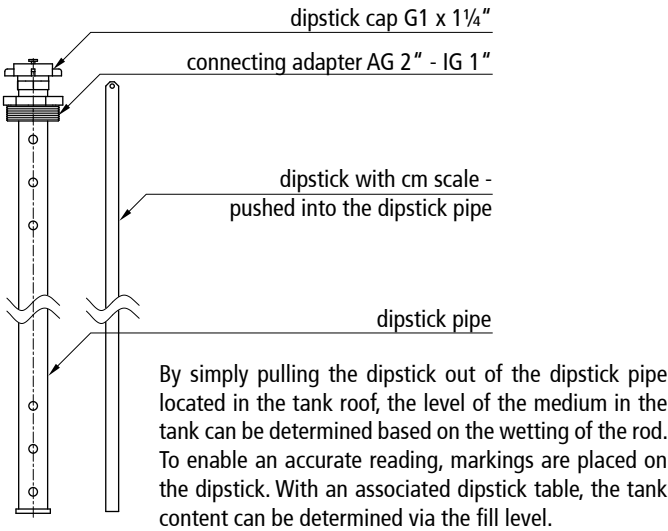 dipstick cap G1 x 1¼“
connecting adapter AG 2“ - IG 1“
dipstick with cm scale -
pushed into the dipstick pipe
dipstick pipe
By simply pulling the dipstick out of the dipstick pipe
located in the tank roof, the level of the medium in the
tank can be determined based on the wetting of the rod.
To enable an accurate reading, markings are placed on
the dipstick. With an associated dipstick table, the tank
content can be determined via the fill level.